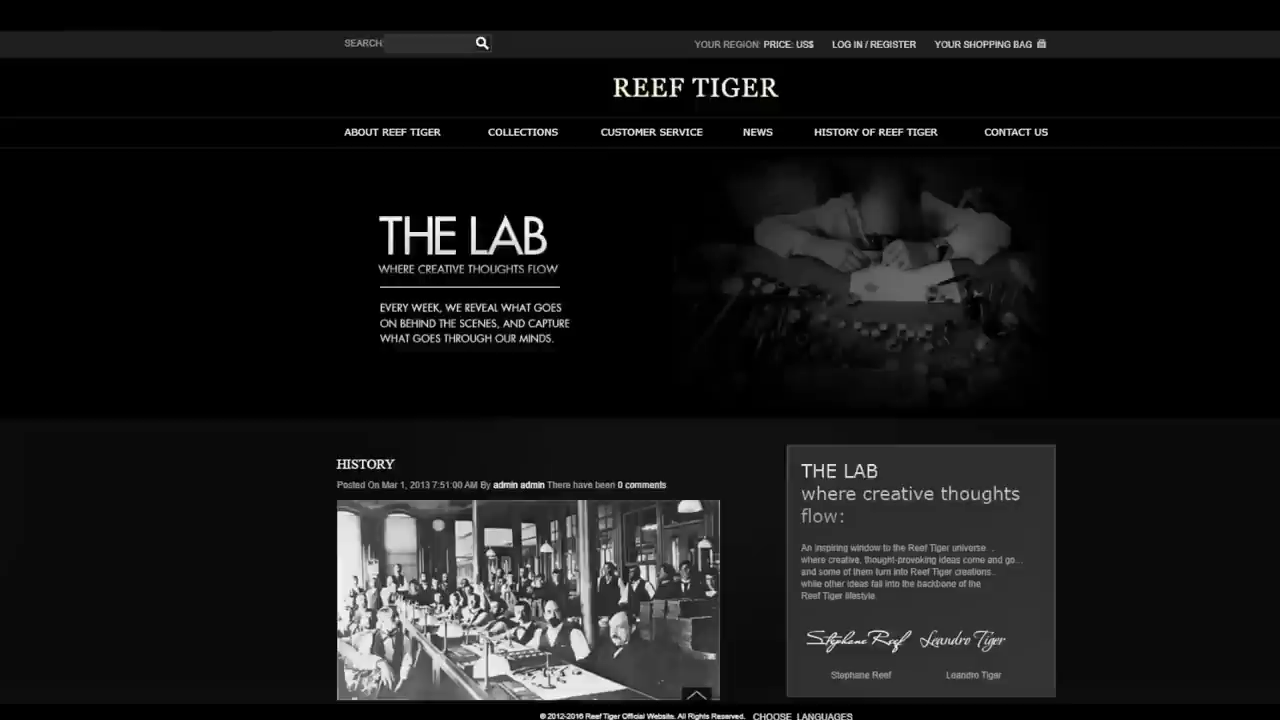 SEARCH:
YOUR REGION: PRICE: US$ LOG IN / REGISTER YOUR SHOPPING BAG
REEF TIGER
ABOUT REEF TIGER COLLECTIONS CUSTOMER SERVICE NEWS HISTORY OF REEF TIGER CONTACT US
THE LAB
WHERE CREATIVE THOUGHTS FLOW
EVERY WEEK, WE REVEAL WHAT GOES
ON BEHIND THE SCENES, AND CAPTURE
WHAT GOES THROUGH OUR MINDS.
HISTORY
Posted On Mar 1, 2013 7:51:00 AM By admin admin There have been 0 comments
THE LAB
where creative thoughts
flow:
An inspiring window to the Reef Tiger universe...
where creative, thought-provoking ideas come and go...
and some of them turn into Reef Tiger creations...
while other ideas fall into the backbone of the
Reef Tiger lifestyle.
Stephane Reef Leandro Tiger
Stephane Reef Leandro Tiger
© 2012-2016 Reef Tiger Official Website. All Rights Reserved. CHOOSE LANGUAGES